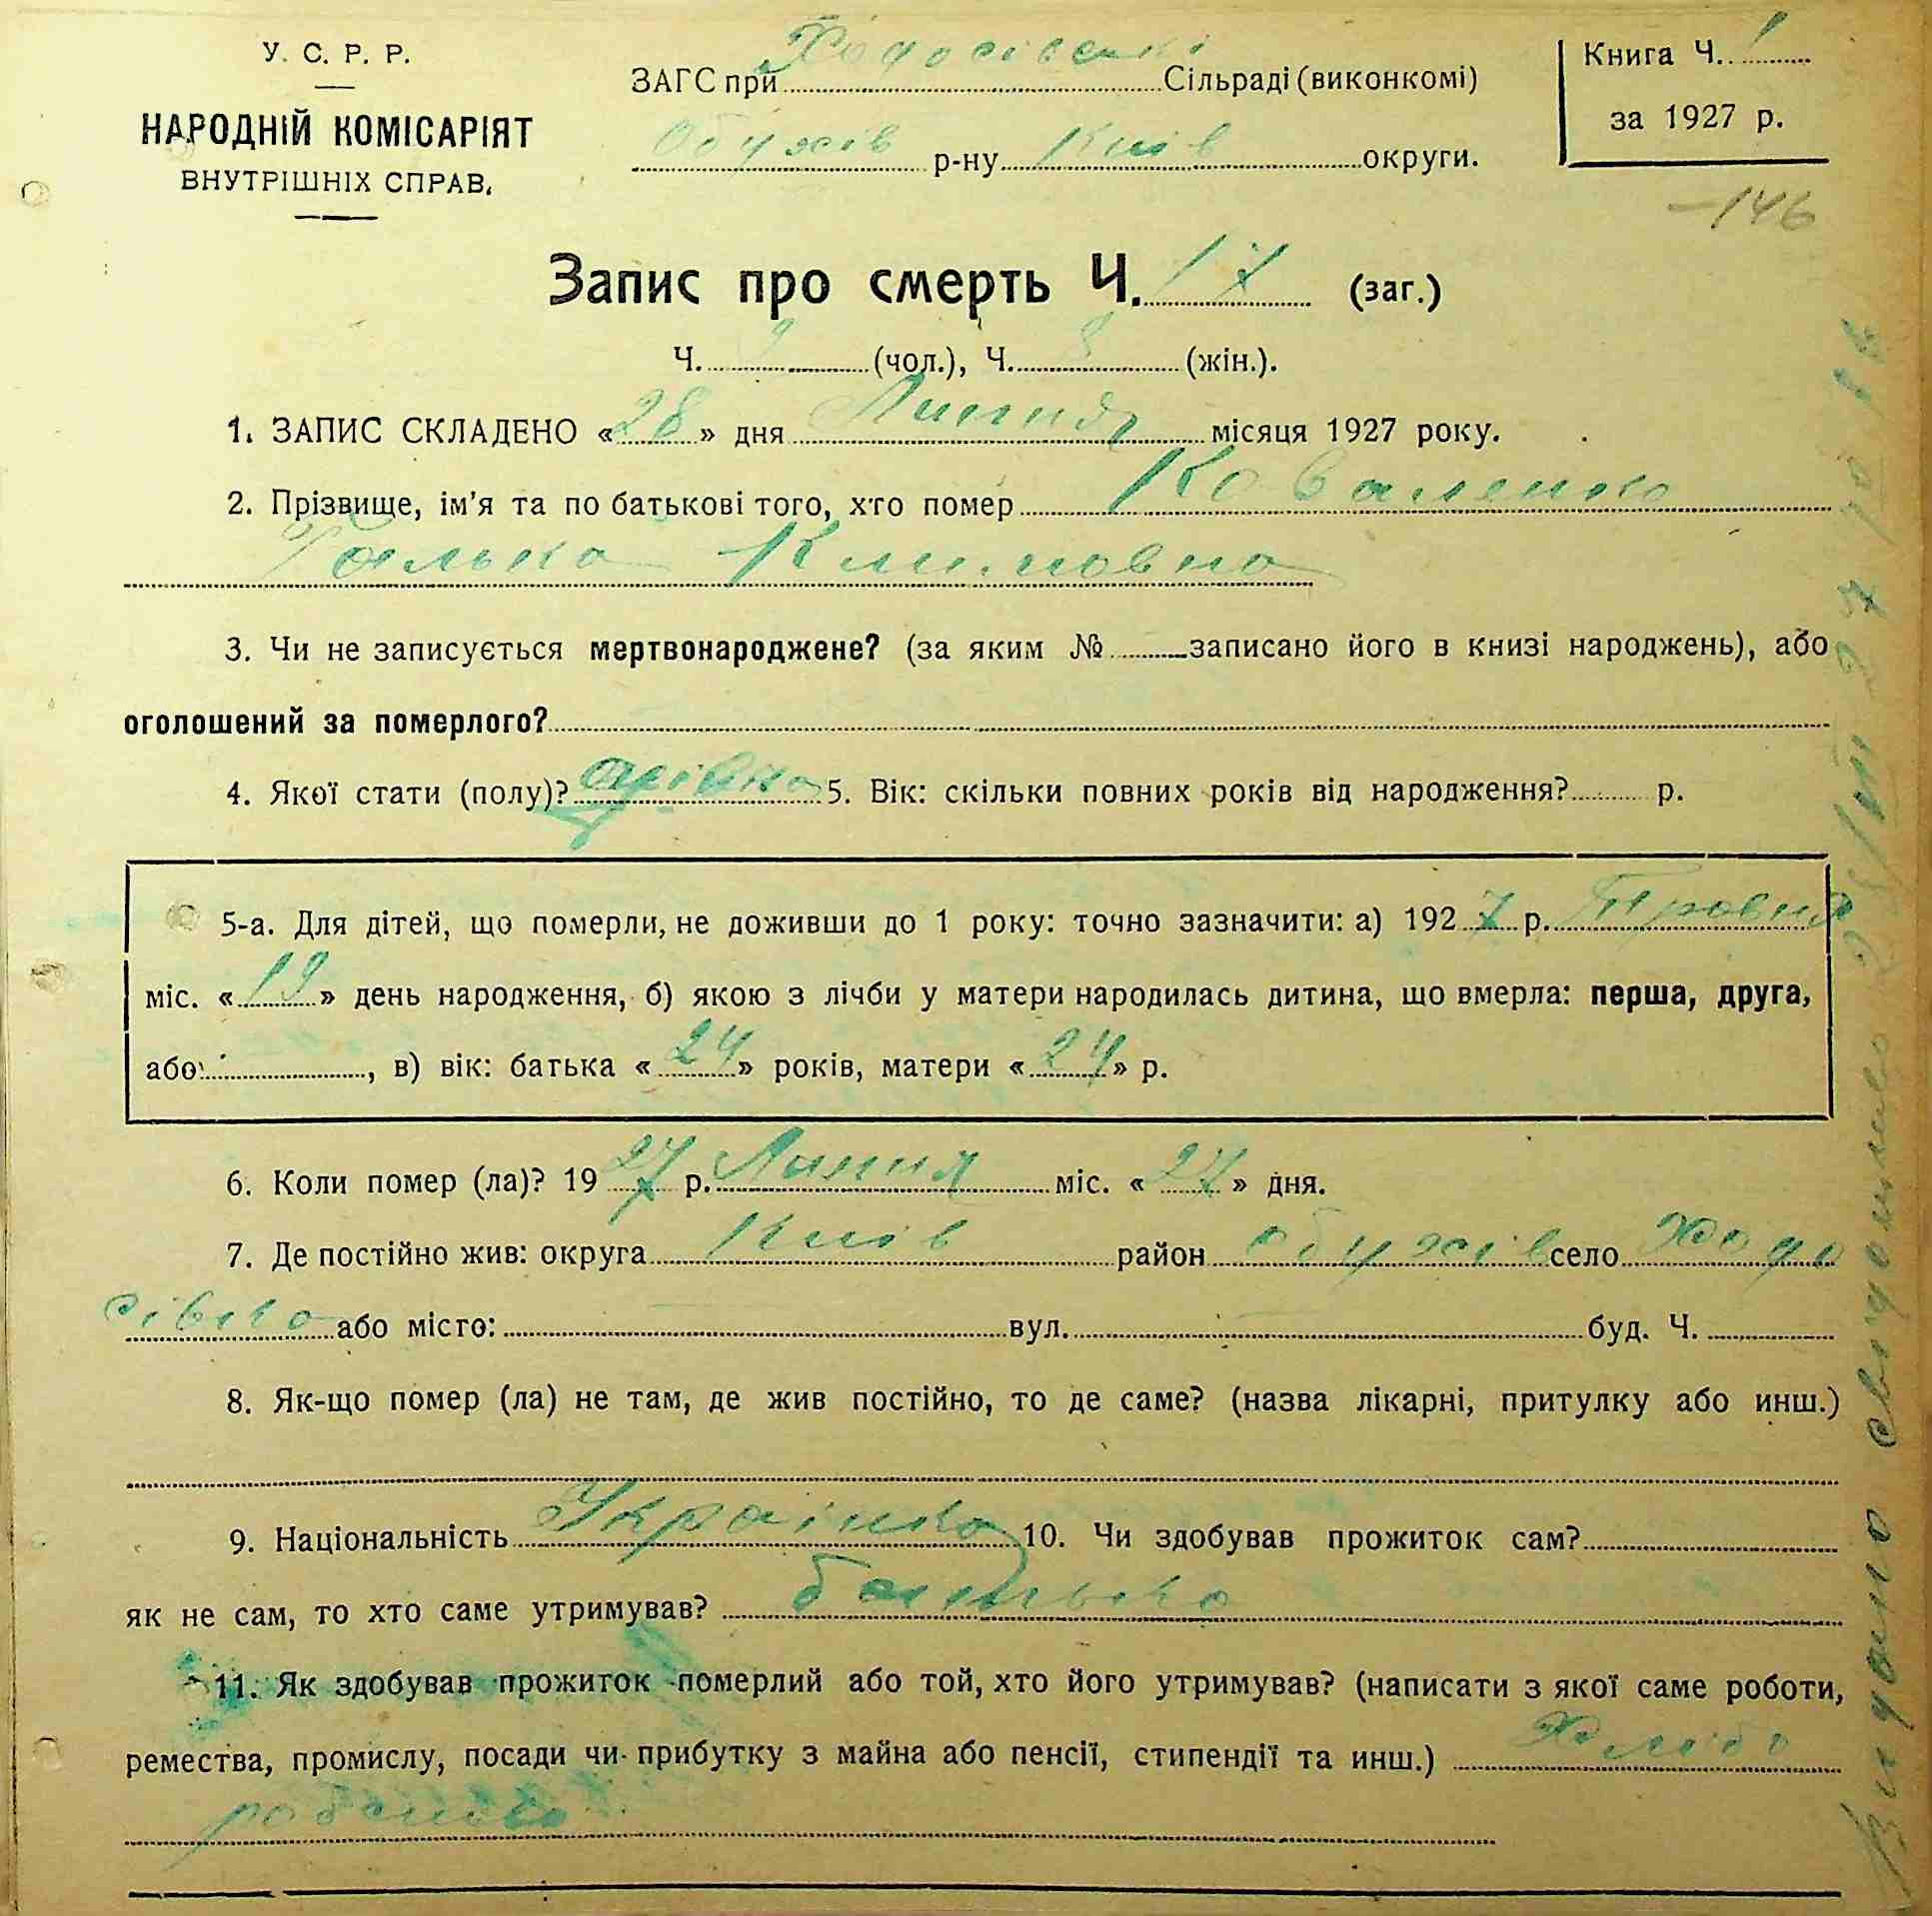 У. С. Р. Р.
НАРОДНІЙ КОМІСАРІЯТ
ВНУТРІШНІХ СПРАВ.
ЗАГС при Ходосівські Сільраді (виконкомі)
Обухів р-ну Київ округи.
Книга Ч. 1
за 1927 р.
-146
Запис про смерть Ч. 17 (заг.)
Ч. 9 (чол.), Ч. 8 (жін.).
1. ЗАПИС СКЛАДЕНО «28» дня Липня місяця 1927 року.
2. Прізвище, ім'я та по батькові того, хто помер Коваленко
Галька Климовна
3. Чи не записується мертвонароджене? (за яким № записано його в книзі народжень), або
оголошений за померлого?
4. Якої стати (полу)? дівка 5. Вік: скільки повних років від народження? р.
5-а. Для дітей, що померли, не доживши до 1 року: точно зазначити: а) 1927 р. Травня
міс. «19» день народження, б) якою з лічби у матери народилась дитина, що вмерла: перша, друга,
або , в) вік: батька «24» років, матери «24» р.
6. Коли помер (ла)? 1927 р. Липня міс. «27» дня.
7. Де постійно жив: округа Київ район Обухів село Ходо
сівка або місто: вул. буд. Ч.
8. Як-що помер (ла) не там, де жив постійно, то де саме? (назва лікарні, притулку або инш.)
9. Національність Українка 10. Чи здобував прожиток сам?
як не сам, то хто саме утримував? батько
11. Як здобував прожиток померлий або той, хто його утримував? (написати з якої саме роботи,
ремества, промислу, посади чи прибутку з майна або пенсії, стипендії та инш.) Хлібо
робство
Видано